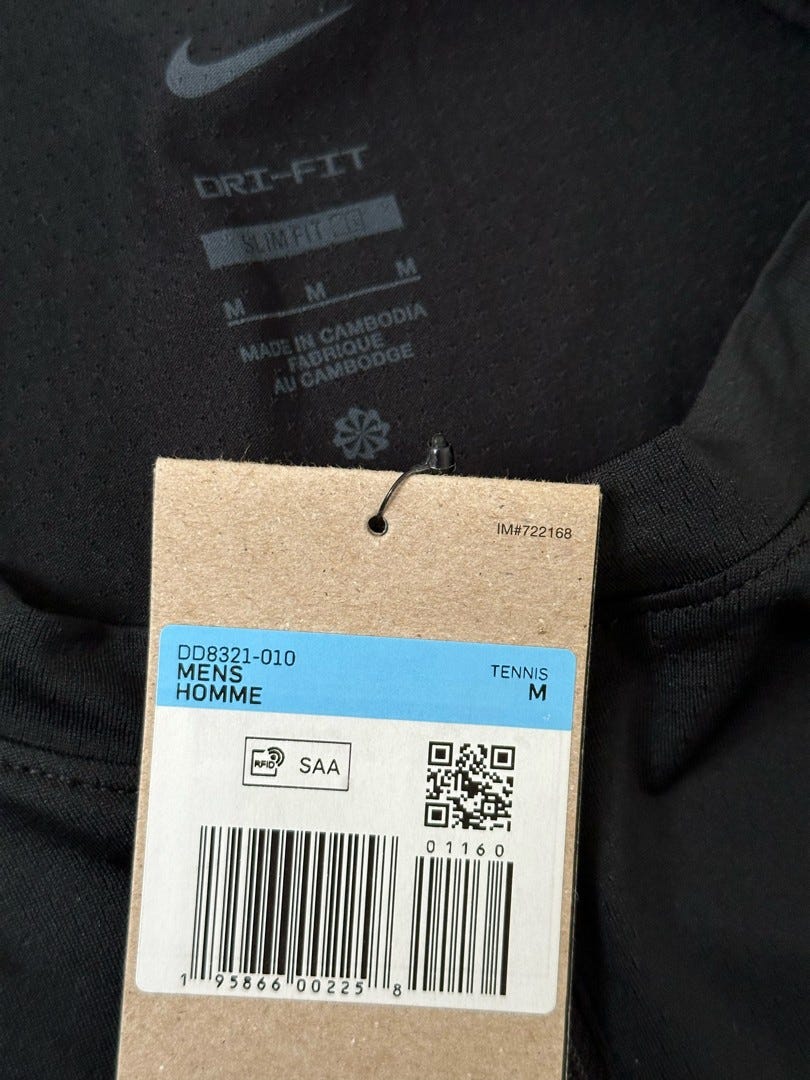 DRI-FIT
SLIM FIT
M M M
MADE IN CAMBODIA
FABRIQUE
AU CAMBODGE
IM#722168
DD8321-010
MENS
HOMME
TENNIS
M
RFID
SAA
01160
1 95866 00225 8